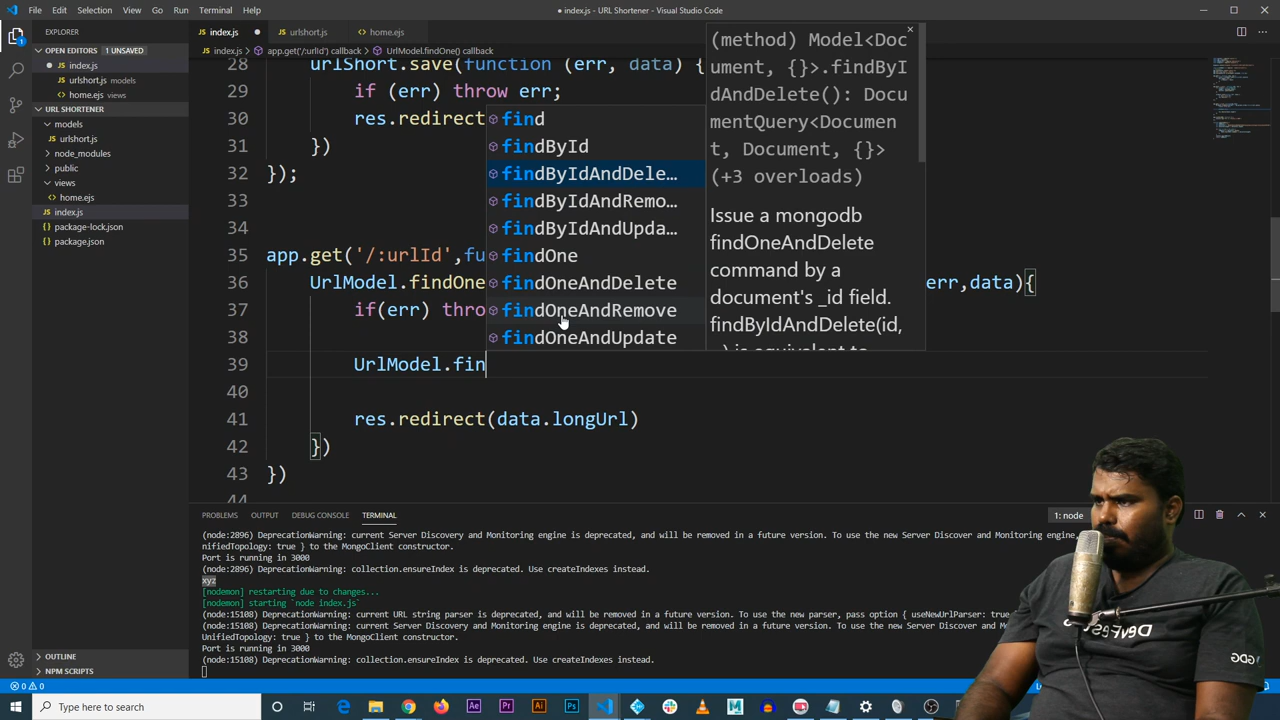 File Edit Selection View Go Run Terminal Help
● index.js - URL Shortener - Visual Studio Code
EXPLORER
OPEN EDITORS 1 UNSAVED
● JS index.js
JS urlshort.js models
home.ejs views
URL SHORTENER
models
JS urlshort.js
node_modules
public
views
home.ejs
JS index.js
package-lock.json
package.json
OUTLINE
NPM SCRIPTS
JS index.js ● JS urlshort.js home.ejs
JS index.js > app.get('/:urlId') callback > UrlModel.findOne() callback
28 urlShort.save(function (err, data) {
29 if (err) throw err;
30 res.redirect
31 })
32 });
33
34
35 app.get('/:urlId',fu
36 UrlModel.findOne err,data){
37 if(err) thro
38
39 UrlModel.fin
40
41 res.redirect(data.longUrl)
42 })
43 })
44
find
findById
findByIdAndDele…
findByIdAndRemo…
findByIdAndUpda…
findOne
findOneAndDelete
findOneAndRemove
findOneAndUpdate
(method) Model<Doc
ument, {}>.findByI
dAndDelete(): Docu
mentQuery<Documen
t, Document, {}>
(+3 overloads)
Issue a mongodb
findOneAndDelete
command by a
document's _id field.
findByIdAndDelete(id,
PROBLEMS OUTPUT DEBUG CONSOLE TERMINAL 1: node
(node:2896) DeprecationWarning: current Server Discovery and Monitoring engine is deprecated, and will be removed in a future version. To use the new Server Discover and Monitoring engine,
nifiedTopology: true } to the MongoClient constructor.
Port is running in 3000
(node:2896) DeprecationWarning: collection.ensureIndex is deprecated. Use createIndexes instead.
xyz
[nodemon] restarting due to changes...
[nodemon] starting `node index.js`
(node:15108) DeprecationWarning: current URL string parser is deprecated, and will be removed in a future version. To use the new parser, pass option { useNewUrlParser: true
(node:15108) DeprecationWarning: current Server Discovery and Monitoring engine is deprecated, and will be removed in a future version. To use the new Server Discover and Mo
UnifiedTopology: true } to the MongoClient constructor.
Port is running in 3000
(node:15108) DeprecationWarning: collection.ensureIndex is deprecated. Use createIndexes instead.
0 0
Type here to search
DevFest
GDG